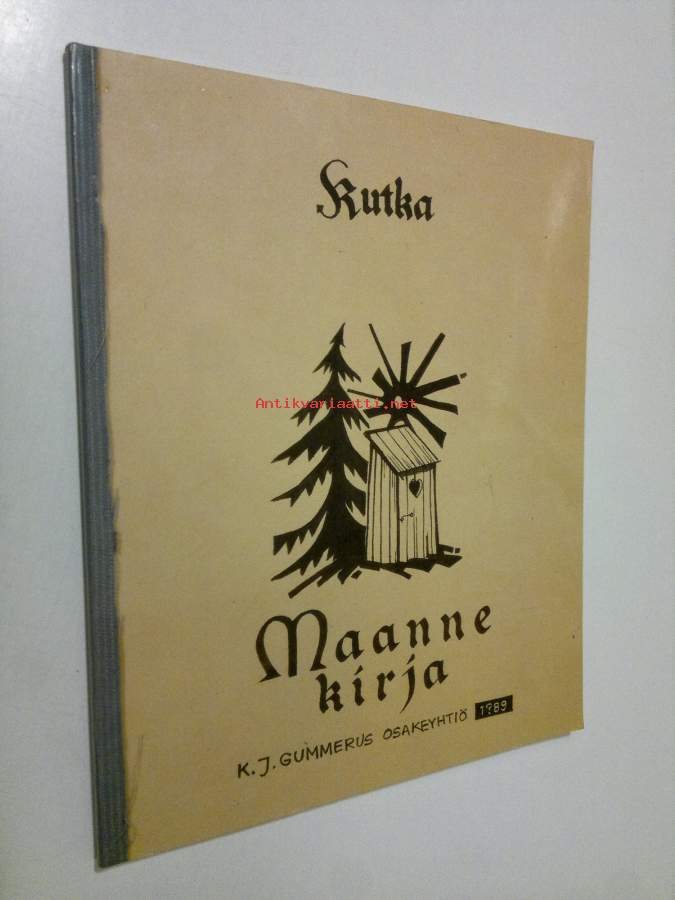 Kutka
Antikvariaatti.net
Maanne
kirja
K.J. GUMMERUS OSAKEYHTIÖ 1989